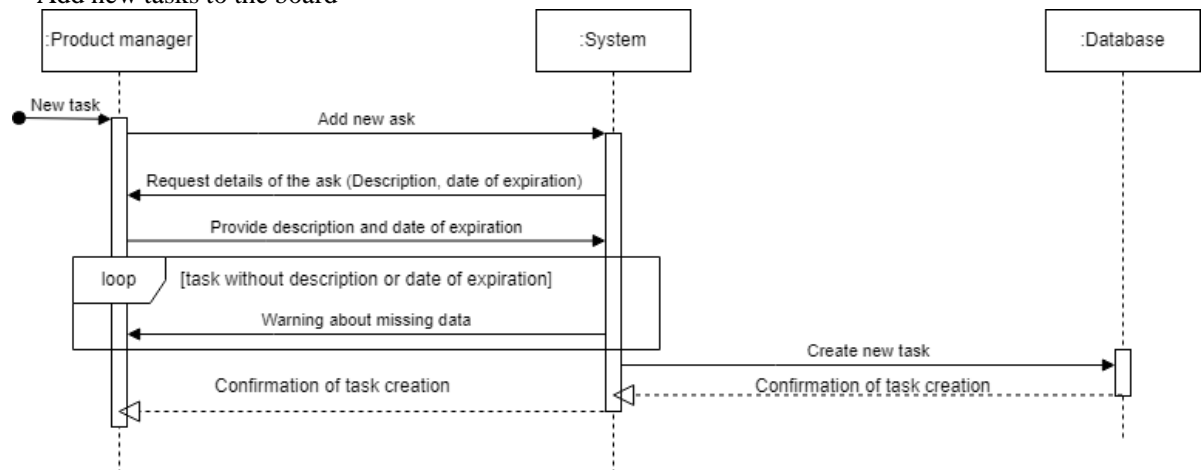 Add new tasks to the board
:Product manager
:System
:Database
New task
Add new ask
Request details of the ask (Description, date of expiration)
Provide description and date of expiration
loop
[task without description or date of expiration]
Warning about missing data
Create new task
Confirmation of task creation
Confirmation of task creation